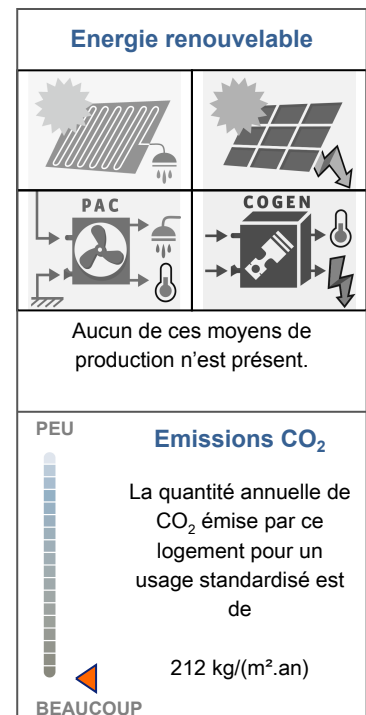 Energie renouvelable
PAC
COGEN
Aucun de ces moyens de
production n’est présent.
PEU
Emissions CO₂
La quantité annuelle de
CO₂ émise par ce
logement pour un
usage standardisé est
de
212 kg/(m².an)
BEAUCOUP